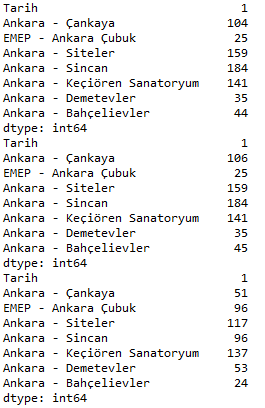 Tarih 1
Ankara - Çankaya 104
EMEP - Ankara Çubuk 25
Ankara - Siteler 159
Ankara - Sincan 184
Ankara - Keçiören Sanatoryum 141
Ankara - Demetevler 35
Ankara - Bahçelievler 44
dtype: int64
Tarih 1
Ankara - Çankaya 106
EMEP - Ankara Çubuk 25
Ankara - Siteler 159
Ankara - Sincan 184
Ankara - Keçiören Sanatoryum 141
Ankara - Demetevler 35
Ankara - Bahçelievler 45
dtype: int64
Tarih 1
Ankara - Çankaya 51
EMEP - Ankara Çubuk 96
Ankara - Siteler 117
Ankara - Sincan 96
Ankara - Keçiören Sanatoryum 137
Ankara - Demetevler 53
Ankara - Bahçelievler 24
dtype: int64